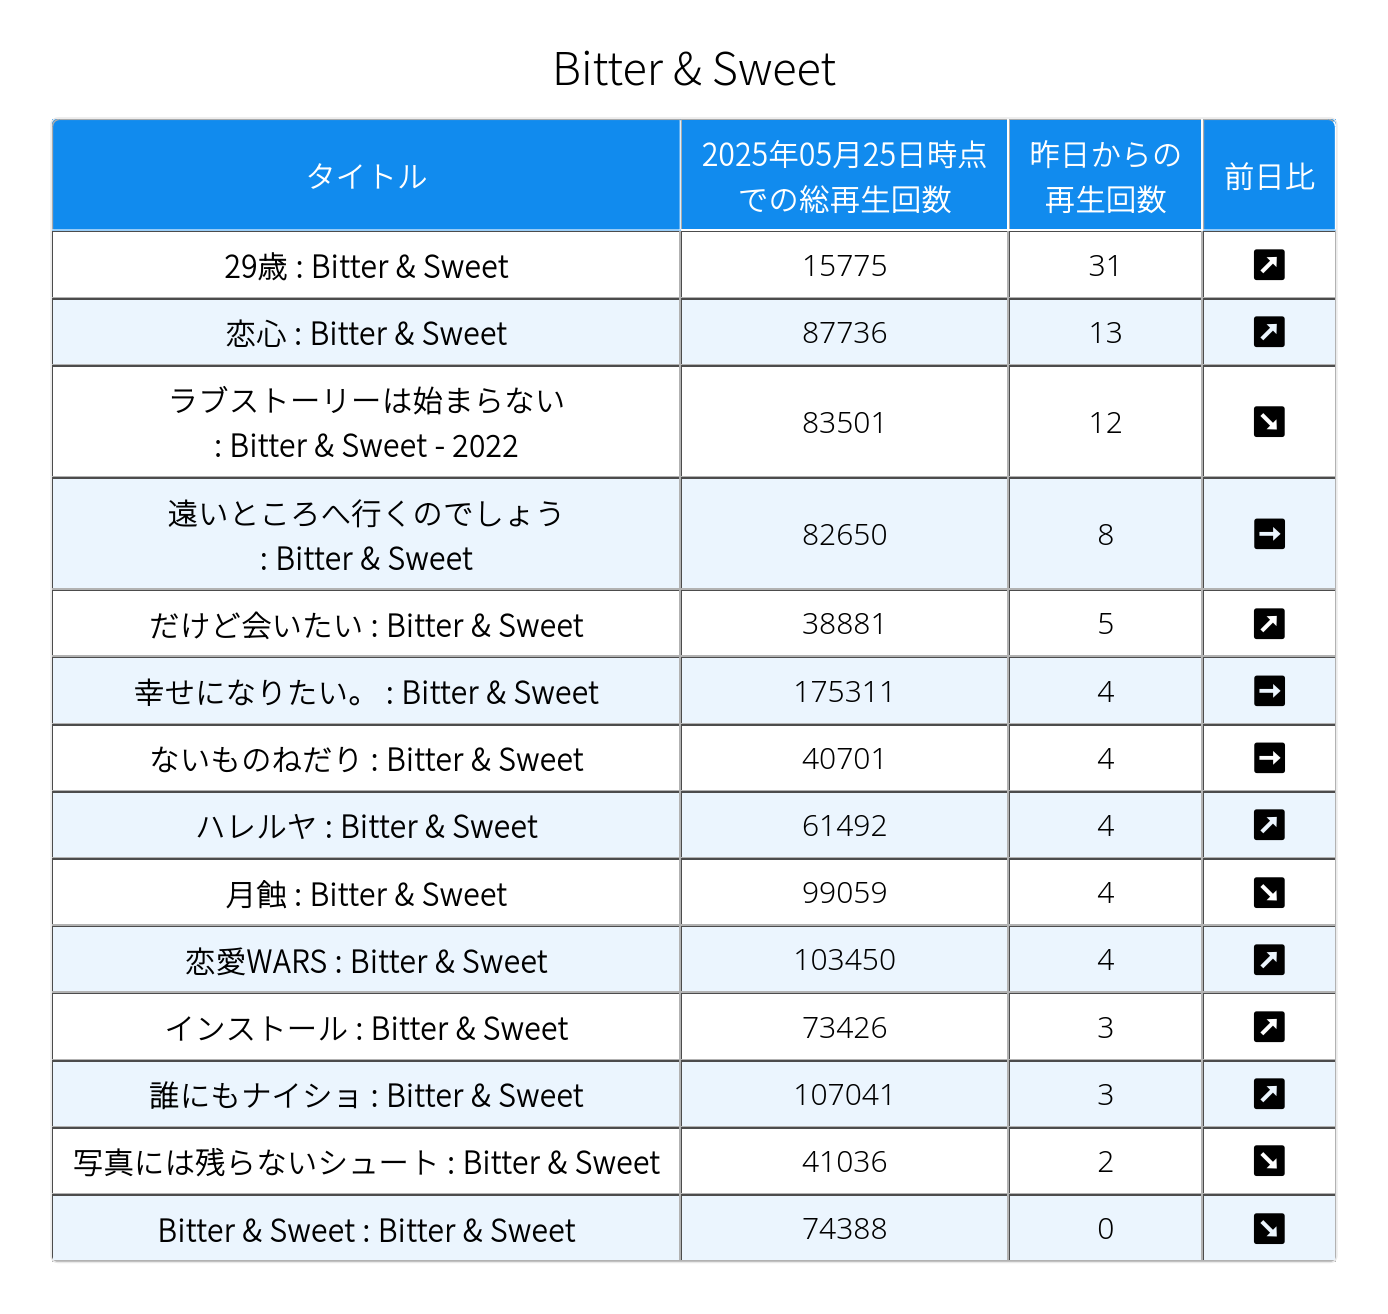 Bitter & Sweet
タイトル
2025年05月25日時点
での総再生回数
昨日からの
再生回数
前日比
29歳 : Bitter & Sweet 15775 31 ↗
恋心 : Bitter & Sweet 87736 13 ↗
ラブストーリーは始まらない
: Bitter & Sweet - 2022 83501 12 ↘
遠いところへ行くのでしょう
: Bitter & Sweet 82650 8 →
だけど会いたい : Bitter & Sweet 38881 5 ↗
幸せになりたい。 : Bitter & Sweet 175311 4 →
ないものねだり : Bitter & Sweet 40701 4 →
ハレルヤ : Bitter & Sweet 61492 4 ↗
月蝕 : Bitter & Sweet 99059 4 ↘
恋愛WARS : Bitter & Sweet 103450 4 ↗
インストール : Bitter & Sweet 73426 3 ↗
誰にもナイショ : Bitter & Sweet 107041 3 ↗
写真には残らないシュート : Bitter & Sweet 41036 2 ↘
Bitter & Sweet : Bitter & Sweet 74388 0 ↘